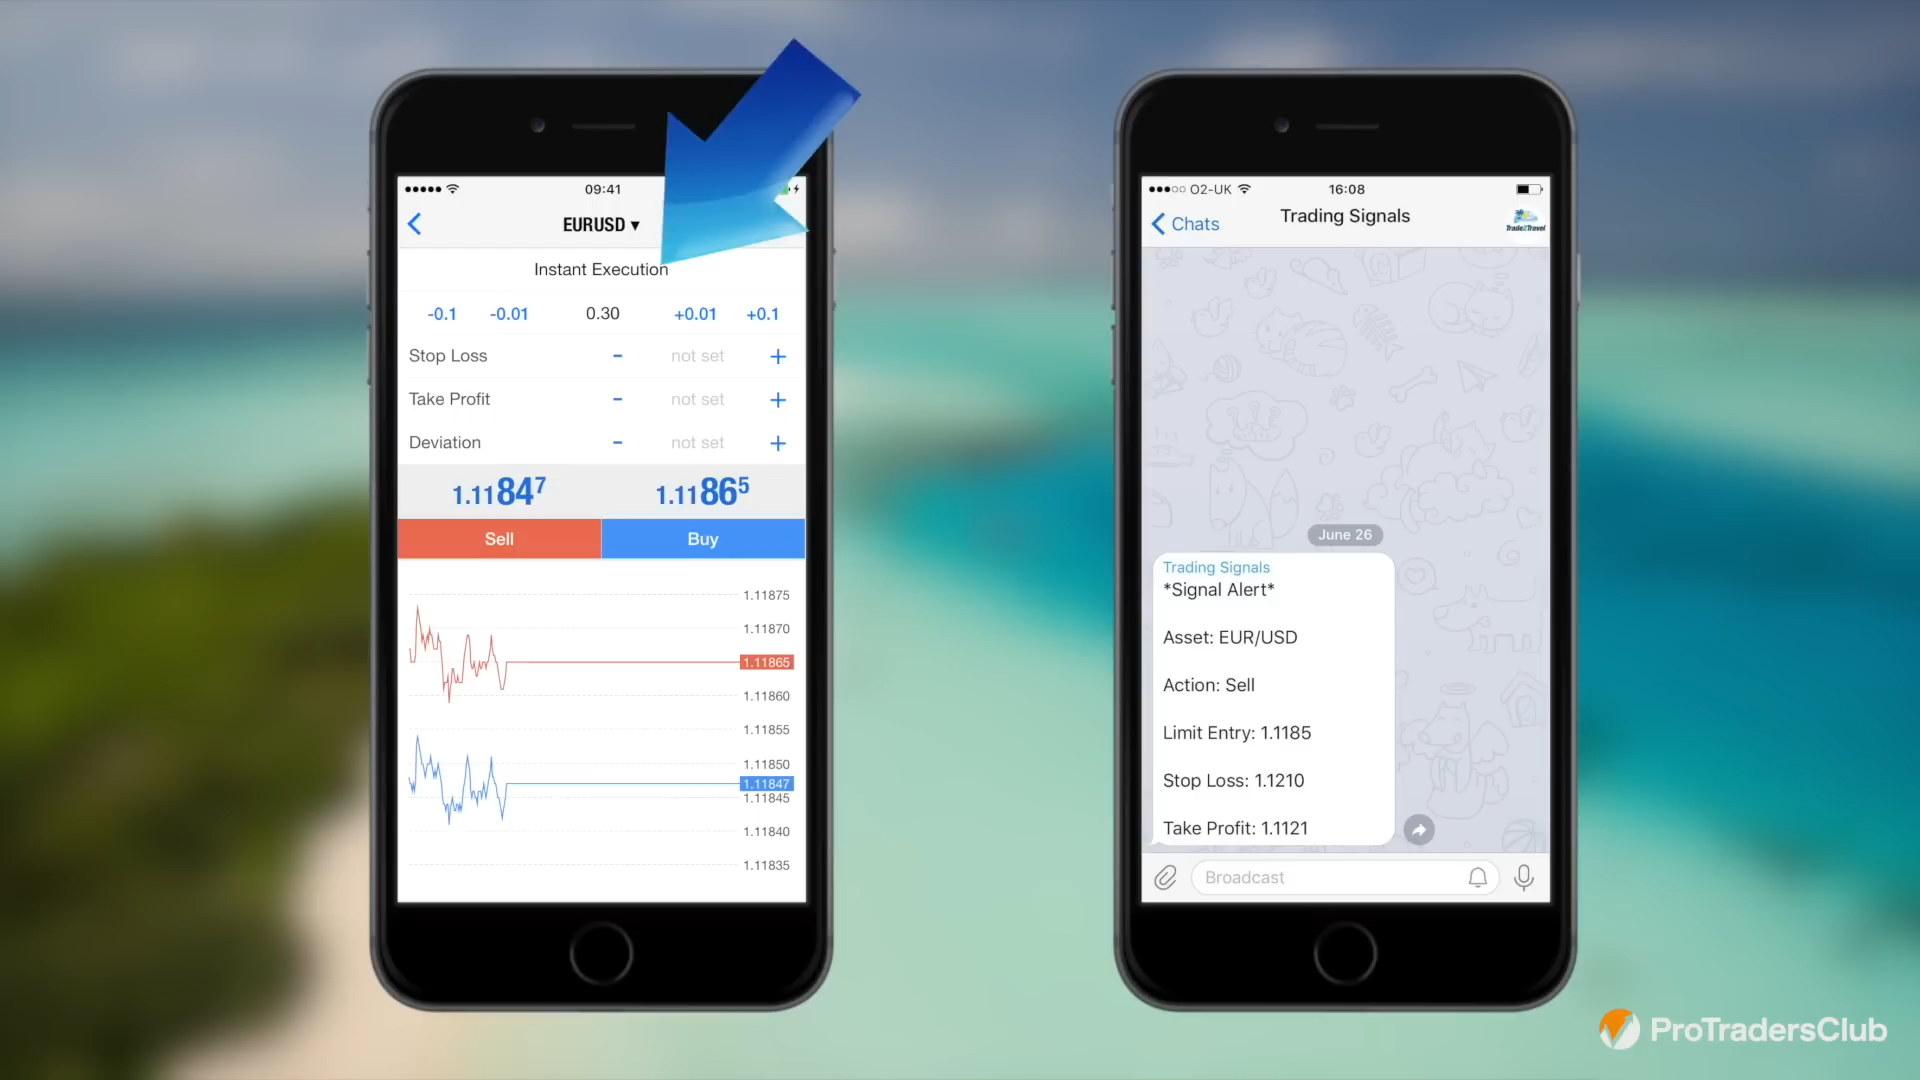 09:41
EURUSD ▾
Instant Execution
-0.1 -0.01 0.30 +0.01 +0.1
Stop Loss - not set +
Take Profit - not set +
Deviation - not set +
1.11847 1.11865
Sell Buy
1.11875
1.11870
1.11865
1.11860
1.11855
1.11850
1.11847
1.11845
1.11840
1.11835
O2-UK 16:08
Chats Trading Signals
Trade2Travel
June 26
Trading Signals
*Signal Alert*
Asset: EUR/USD
Action: Sell
Limit Entry: 1.1185
Stop Loss: 1.1210
Take Profit: 1.1121
Broadcast
ProTradersClub